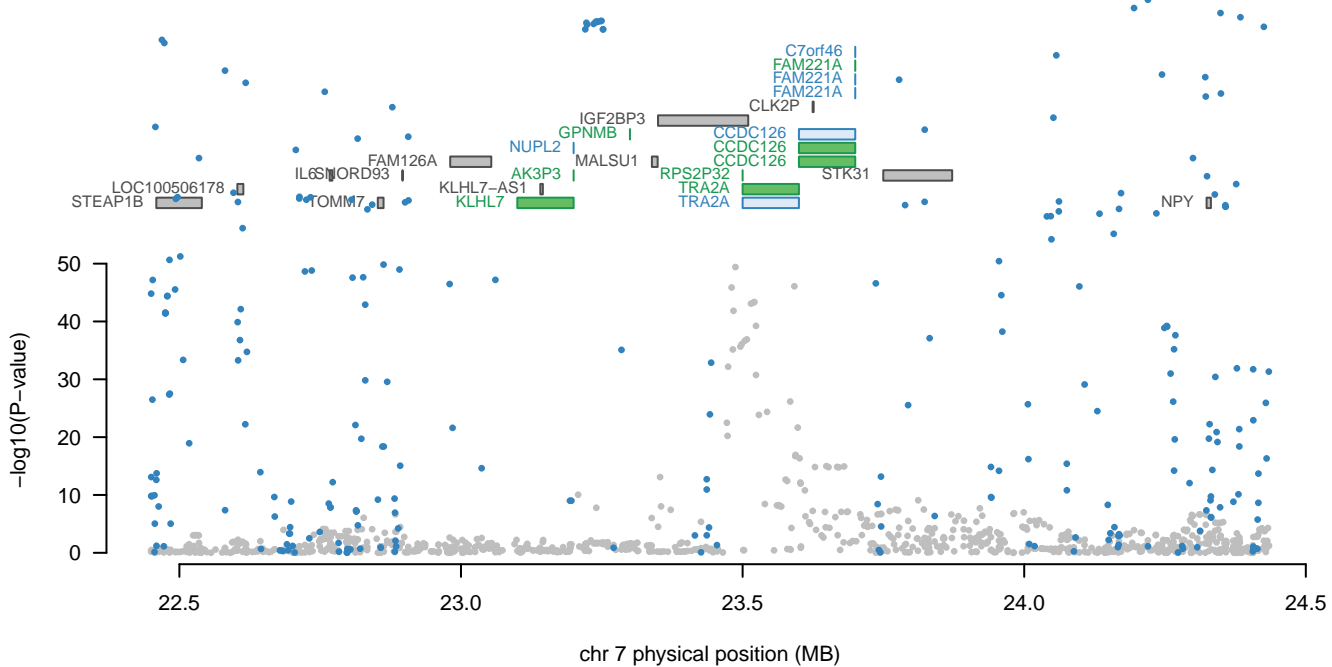 C7orf46
FAM221A
FAM221A
FAM221A
CLK2P
IGF2BP3
GPNMB CCDC126
NUPL2 CCDC126
FAM126A MALSU1 CCDC126
IL6 SNORD93 AK3P3 RPS2P32 STK31
LOC100506178 KLHL7−AS1 TRA2A
STEAP1B TOMM7 KLHL7 TRA2A NPY
50
40
30
20
10
0
−log10(P−value)
22.5 23.0 23.5 24.0 24.5
chr 7 physical position (MB)